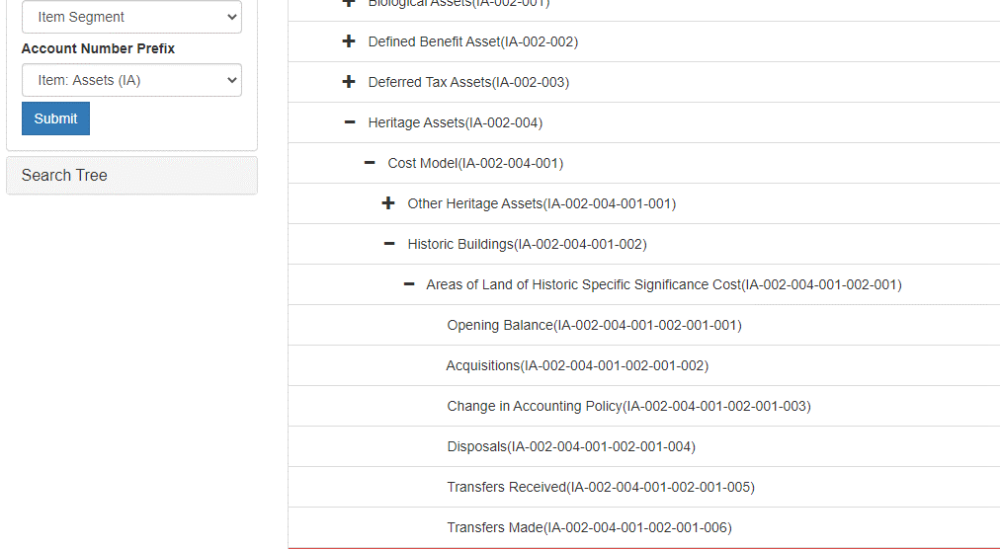 Item Segment
Account Number Prefix
Item: Assets (IA)
Submit
Search Tree
Biological Assets(IA-002-001)
Defined Benefit Asset(IA-002-002)
Deferred Tax Assets(IA-002-003)
Heritage Assets(IA-002-004)
Cost Model(IA-002-004-001)
Other Heritage Assets(IA-002-004-001-001)
Historic Buildings(IA-002-004-001-002)
Areas of Land of Historic Specific Significance Cost(IA-002-004-001-002-001)
Opening Balance(IA-002-004-001-002-001-001)
Acquisitions(IA-002-004-001-002-001-002)
Change in Accounting Policy(IA-002-004-001-002-001-003)
Disposals(IA-002-004-001-002-001-004)
Transfers Received(IA-002-004-001-002-001-005)
Transfers Made(IA-002-004-001-002-001-006)